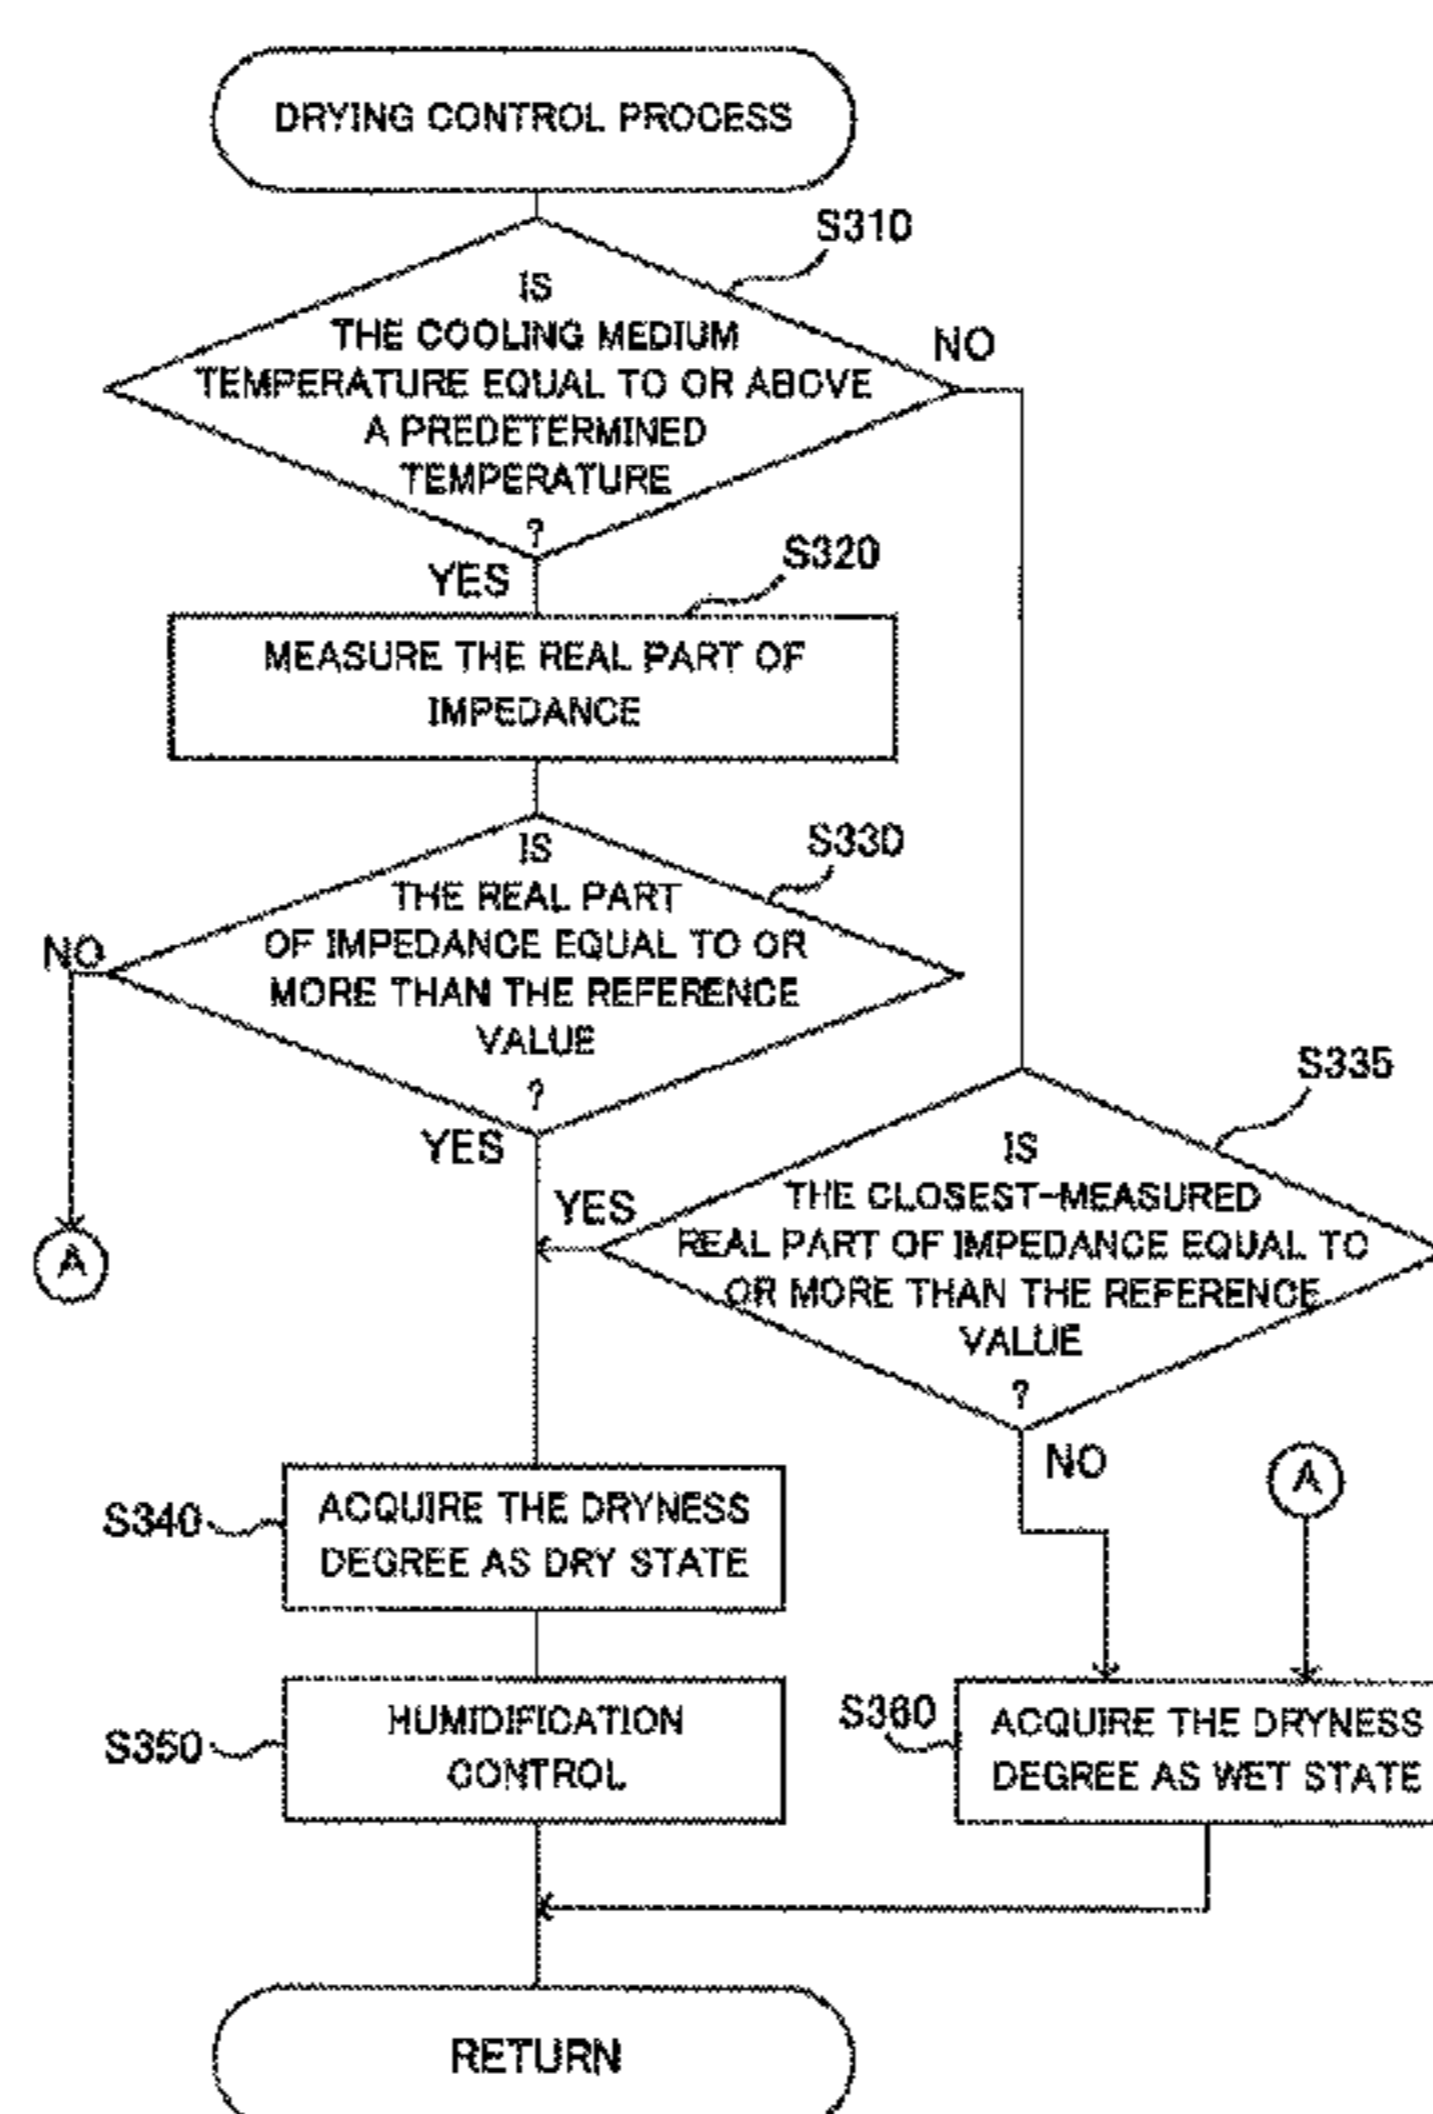 DRYING CONTROL PROCESS
S310
IS
THE COOLING MEDIUM
TEMPERATURE EQUAL TO OR ABOVE
A PREDETERMINED
TEMPERATURE
?
NO
YES
S320
MEASURE THE REAL PART OF
IMPEDANCE
S330
IS
THE REAL PART
OF IMPEDANCE EQUAL TO OR
MORE THAN THE REFERENCE
VALUE
?
NO
YES
A
S335
IS
THE CLOSEST-MEASURED
REAL PART OF IMPEDANCE EQUAL TO
OR MORE THAN THE REFERENCE
VALUE
?
YES
NO
A
S340
ACQUIRE THE DRYNESS
DEGREE AS DRY STATE
S350
HUMIDIFICATION
CONTROL
S360
ACQUIRE THE DRYNESS
DEGREE AS WET STATE
RETURN